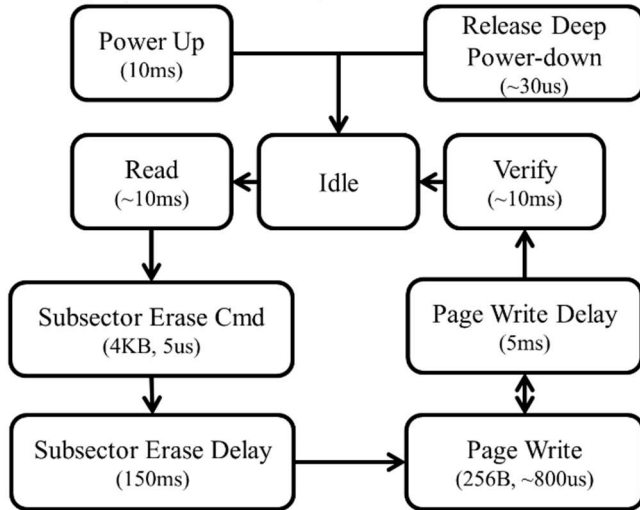 Power Up
(10ms)
Release Deep
Power-down
(~30us)
Read
(~10ms)
Idle
Verify
(~10ms)
Subsector Erase Cmd
(4KB, 5us)
Page Write Delay
(5ms)
Subsector Erase Delay
(150ms)
Page Write
(256B, ~800us)